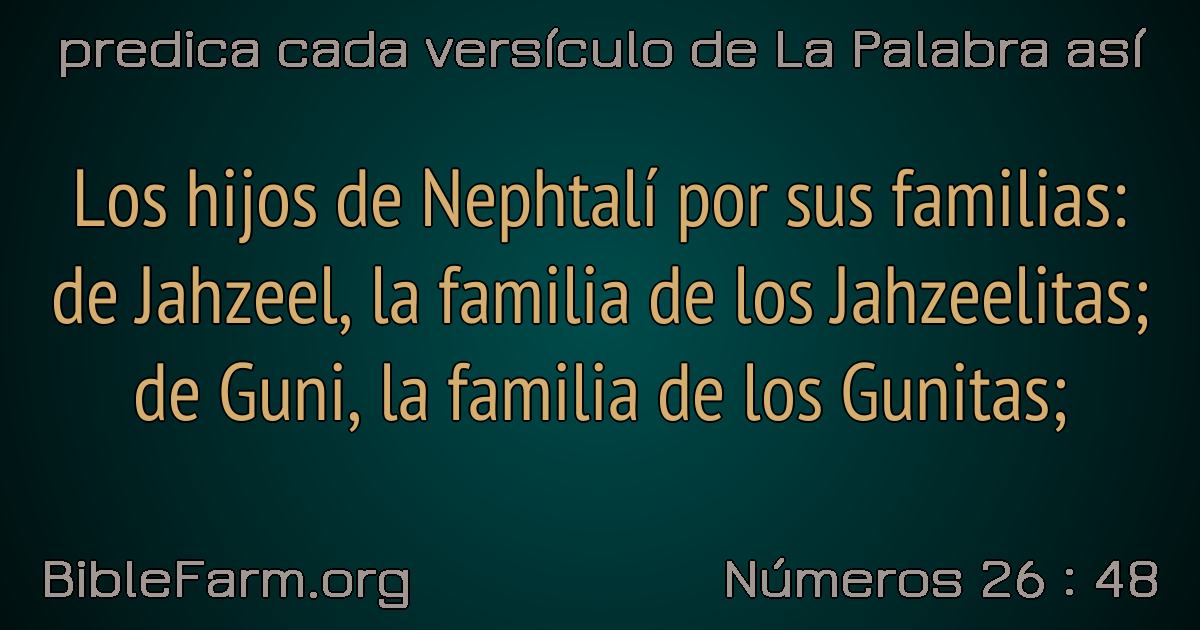 predica cada versículo de La Palabra así
Los hijos de Nephtalí por sus familias:
de Jahzeel, la familia de los Jahzeelitas;
de Guni, la familia de los Gunitas;
BibleFarm.org
Números 26 : 48